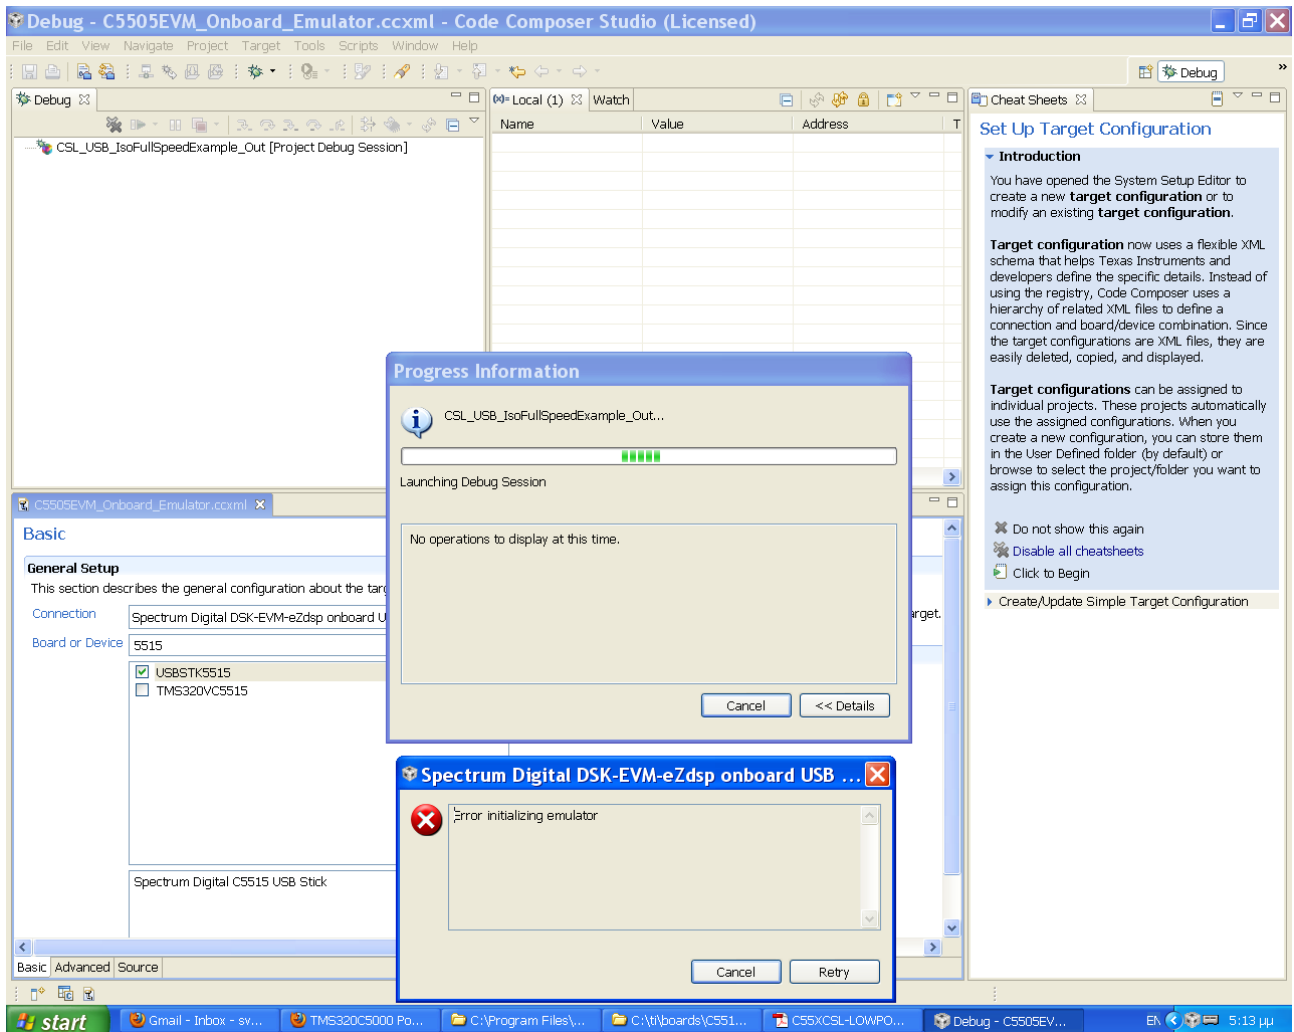 Debug - C5505EVM_Onboard_Emulator.ccxml - Code Composer Studio (Licensed)
File Edit View Navigate Project Target Tools Scripts Window Help
Debug
»
Debug
CSL_USB_IsoFullSpeedExample_Out [Project Debug Session]
(x)= Local (1) Watch
Name Value Address T
Cheat Sheets
Set Up Target Configuration
Introduction
You have opened the System Setup Editor to
create a new target configuration or to
modify an existing target configuration.
Target configuration now uses a flexible XML
schema that helps Texas Instruments and
developers define the specific details. Instead of
using the registry, Code Composer uses a
hierarchy of related XML files to define a
connection and board/device combination. Since
the target configurations are XML files, they are
easily deleted, copied, and displayed.
Target configurations can be assigned to
individual projects. These projects automatically
use the assigned configurations. When you
create a new configuration, you can store them
in the User Defined folder (by default) or
browse to select the project/folder you want to
assign this configuration.
Do not show this again
Disable all cheatsheets
Click to Begin
Create/Update Simple Target Configuration
Progress Information
CSL_USB_IsoFullSpeedExample_Out...
Launching Debug Session
No operations to display at this time.
Cancel << Details
C5505EVM_Onboard_Emulator.ccxml
Basic
General Setup
This section describes the general configuration about the targ
Connection Spectrum Digital DSK-EVM-eZdsp onboard U
arget.
Board or Device 5515
USBSTK5515
TMS320VC5515
Spectrum Digital C5515 USB Stick
Basic Advanced Source
Spectrum Digital DSK-EVM-eZdsp onboard USB ...
Error initializing emulator
Cancel Retry
start Gmail - Inbox - sv... TMS320C5000 Po... C:\Program Files\... C:\ti\boards\C551... C55XCSL-LOWPO... Debug - C5505EV... EN 5:13 μμ